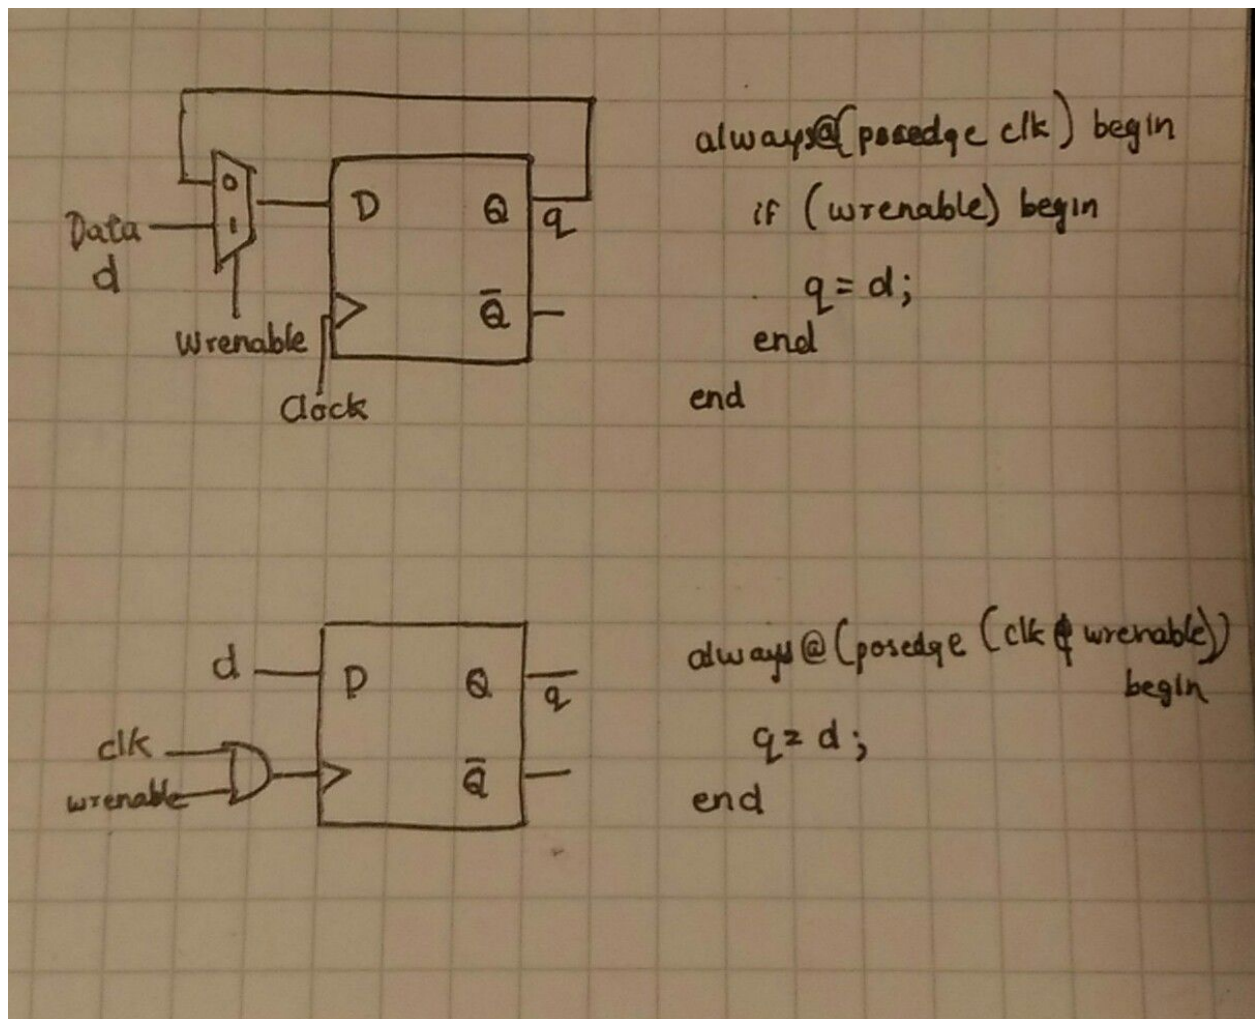 always@(posedge clk) begin
if (wrenable) begin
q = d;
end
end
0
1
D
Q
q
Data
d
Q̅
Wrenable
Clock
always@(posedge (clk & wrenable))
begin
q = d;
end
d
D
Q
q
clk
wrenable
Q̅